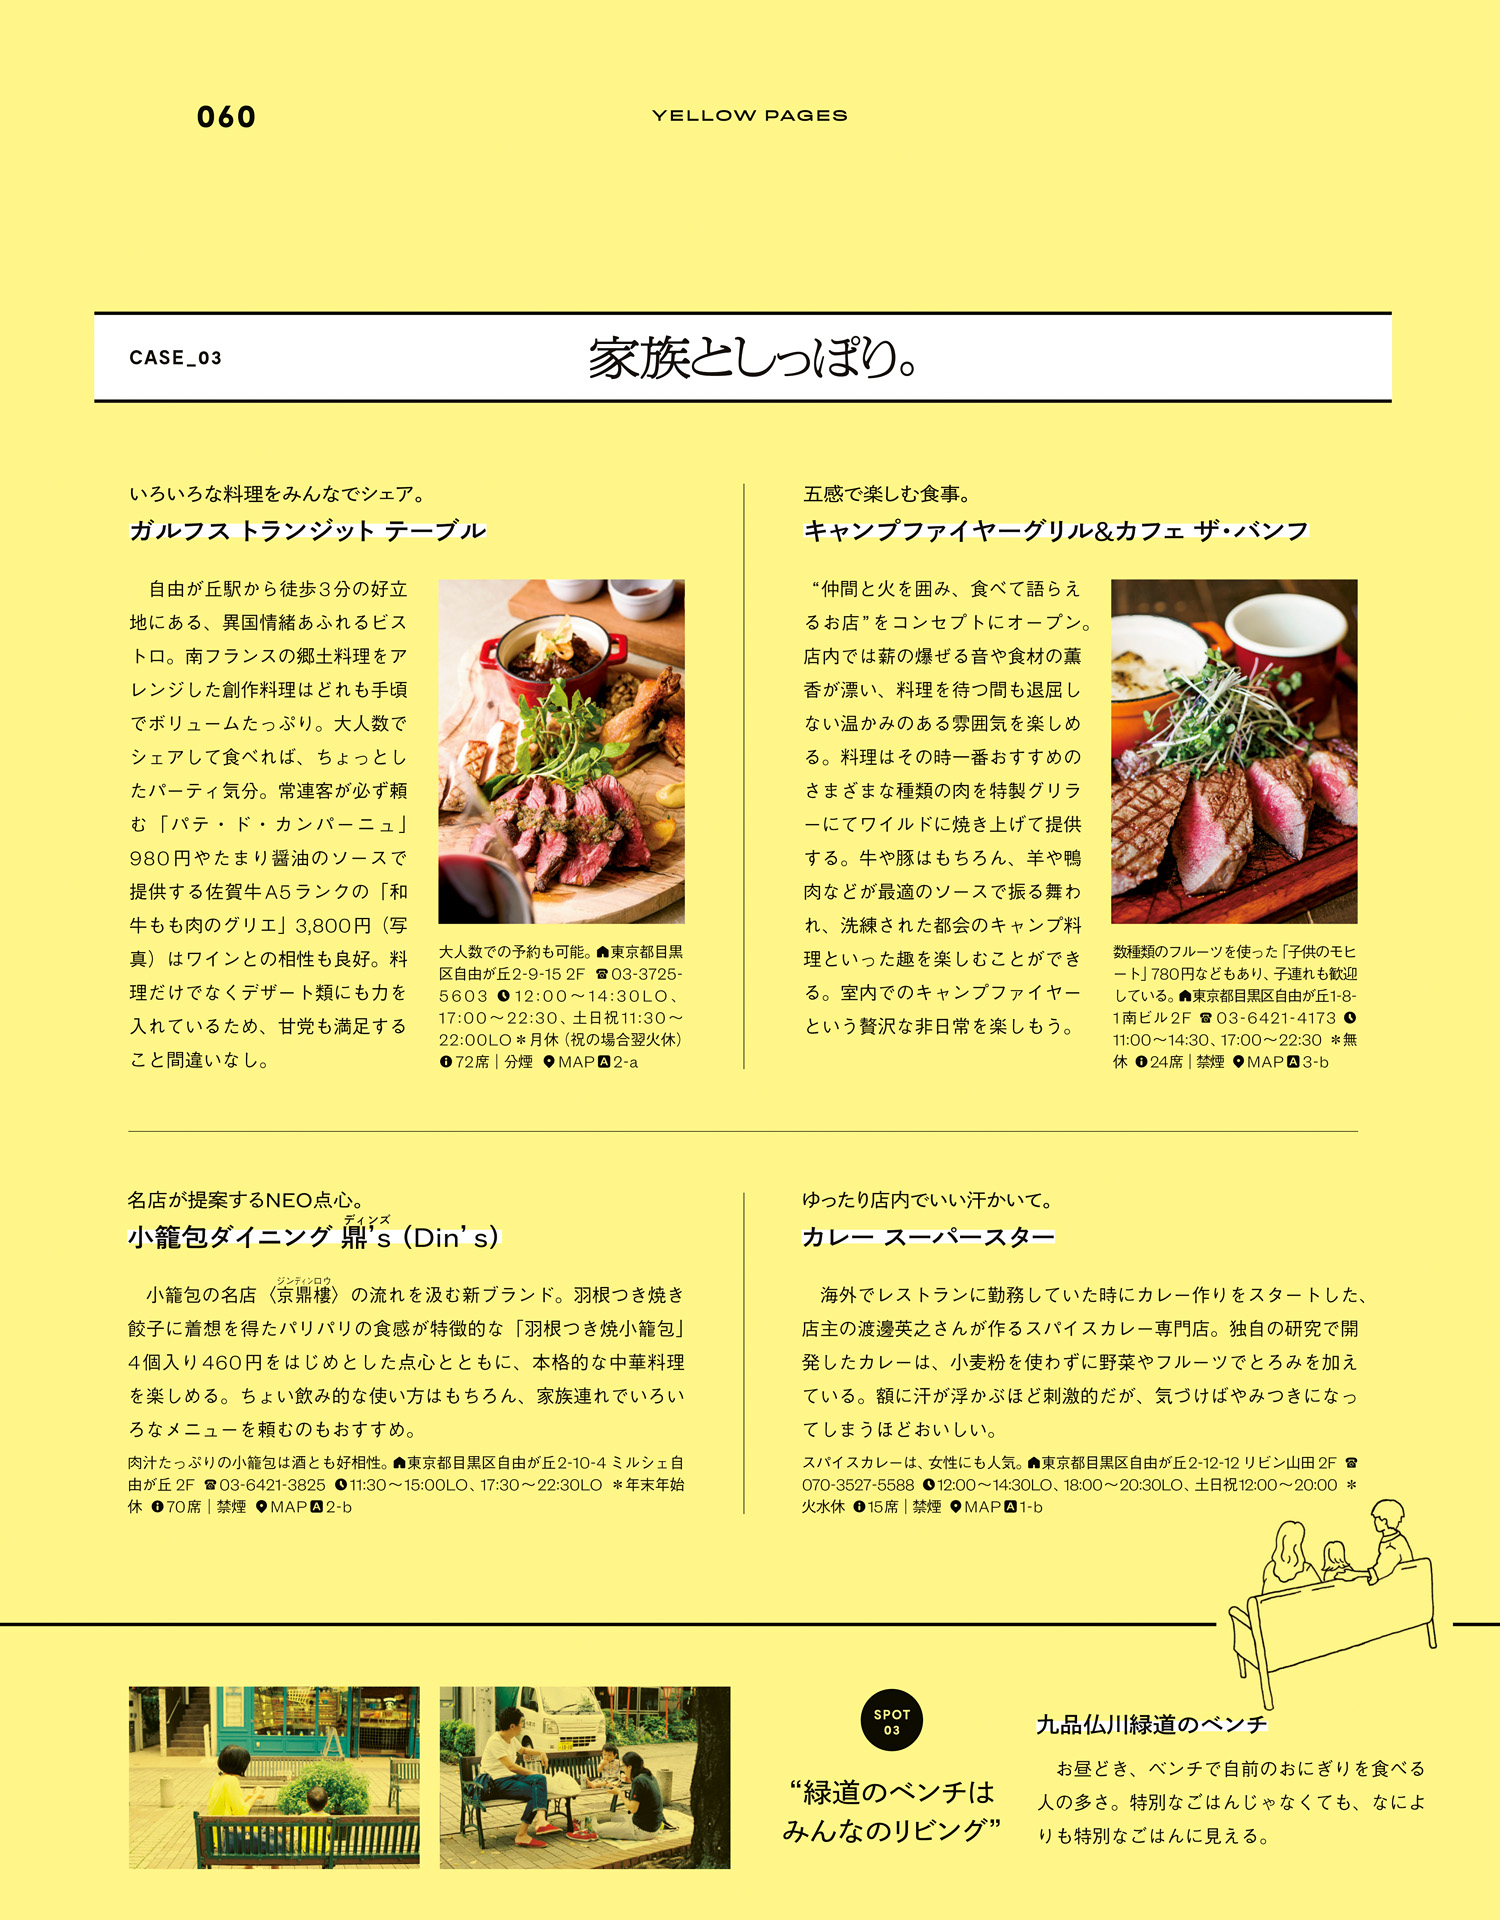 060
YELLOW PAGES
CASE_03
家族としっぽり。
いろいろな料理をみんなでシェア。
ガルフス トランジット テーブル
自由が丘駅から徒歩3分の好立
地にある、異国情緒あふれるビス
トロ。南フランスの郷土料理をア
レンジした創作料理はどれも手頃
でボリュームたっぷり。大人数で
シェアして食べれば、ちょっとし
たパーティ気分。常連客が必ず頼
む「パテ・ド・カンパーニュ」
980円やたまり醤油のソースで
提供する佐賀牛A5ランクの「和
牛もも肉のグリエ」3,800円（写
真）はワインとの相性も良好。料
理だけでなくデザート類にも力を
入れているため、甘党も満足する
こと間違いなし。
大人数での予約も可能。東京都目黒
区自由が丘2-9-15 2F ☎03-3725-
5603 12:00〜14:30LO、
17:00〜22:30、土日祝11:30〜
22:00LO＊月休（祝の場合翌火休）
72席｜分煙 MAP A 2-a
五感で楽しむ食事。
キャンプファイヤーグリル&カフェ ザ・バンフ
“仲間と火を囲み、食べて語らえ
るお店”をコンセプトにオープン。
店内では薪の爆ぜる音や食材の薫
香が漂い、料理を待つ間も退屈し
ない温かみのある雰囲気を楽しめ
る。料理はその時一番おすすめの
さまざまな種類の肉を特製グリラ
ーにてワイルドに焼き上げて提供
する。牛や豚はもちろん、羊や鴨
肉などが最適のソースで振る舞わ
れ、洗練された都会のキャンプ料
理といった趣を楽しむことができ
る。室内でのキャンプファイヤー
という贅沢な非日常を楽しもう。
数種類のフルーツを使った「子供のモヒ
ート」780円などもあり、子連れも歓迎
している。東京都目黒区自由が丘1-8-
1南ビル2F ☎03-6421-4173
11:00〜14:30、17:00〜22:30 ＊無
休 24席｜禁煙 MAP A 3-b
名店が提案するNEO点心。
ディンズ
小籠包ダイニング 鼎’s（Din’s）
ジンディンロウ
小籠包の名店〈京鼎樓〉の流れを汲む新ブランド。羽根つき焼き
餃子に着想を得たパリパリの食感が特徴的な「羽根つき焼小籠包」
4個入り460円をはじめとした点心とともに、本格的な中華料理
を楽しめる。ちょい飲み的な使い方はもちろん、家族連れでいろい
ろなメニューを頼むのもおすすめ。
肉汁たっぷりの小籠包は酒とも好相性。東京都目黒区自由が丘2-10-4 ミルシェ自
由が丘 2F ☎03-6421-3825 11:30〜15:00LO、17:30〜22:30LO ＊年末年始
休 70席｜禁煙 MAP A 2-b
ゆったり店内でいい汗かいて。
カレー スーパースター
海外でレストランに勤務していた時にカレー作りをスタートした、
店主の渡邊英之さんが作るスパイスカレー専門店。独自の研究で開
発したカレーは、小麦粉を使わずに野菜やフルーツでとろみを加え
ている。額に汗が浮かぶほど刺激的だが、気づけばやみつきになっ
てしまうほどおいしい。
スパイスカレーは、女性にも人気。東京都目黒区自由が丘2-12-12 リビン山田 2F ☎
070-3527-5588 12:00〜14:30LO、18:00〜20:30LO、土日祝12:00〜20:00 ＊
火水休 15席｜禁煙 MAP A 1-b
SPOT
03
“緑道のベンチは
みんなのリビング”
九品仏川緑道のベンチ
お昼どき、ベンチで自前のおにぎりを食べる
人の多さ。特別なごはんじゃなくても、なによ
りも特別なごはんに見える。